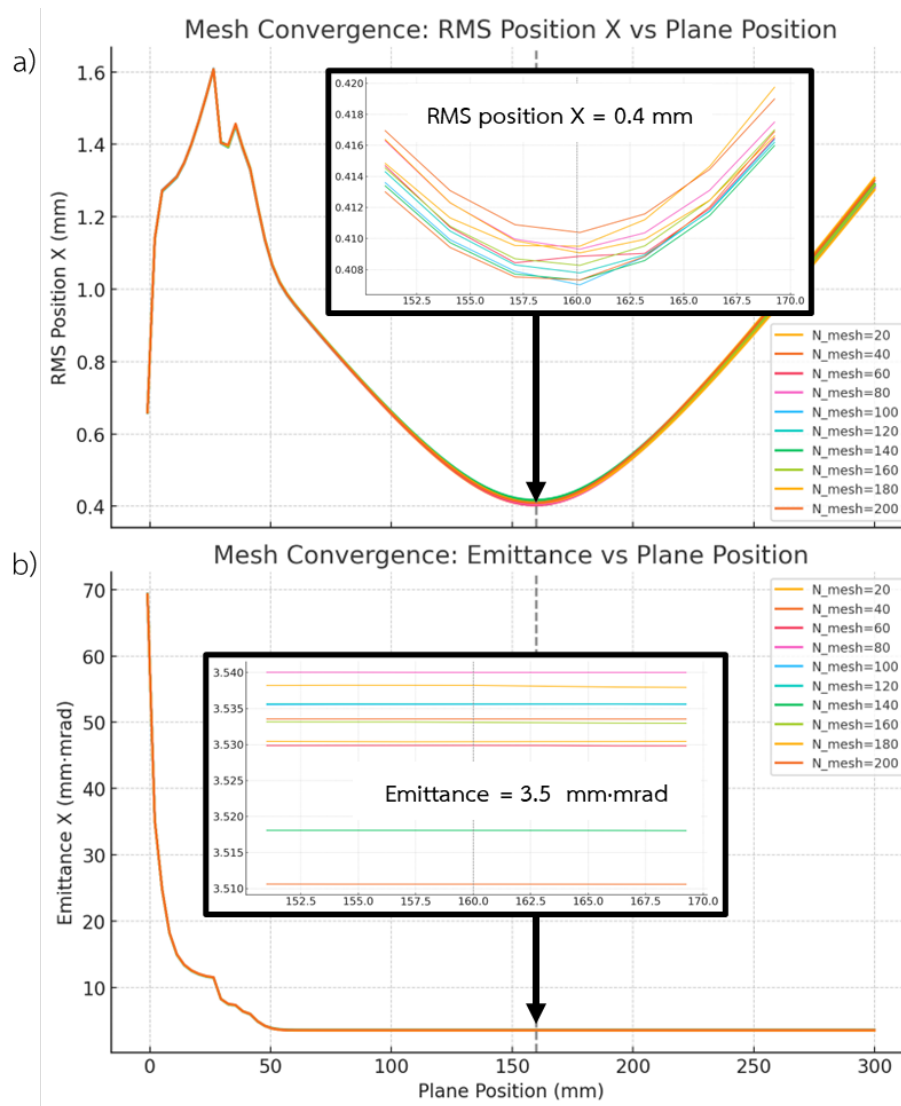 a)
Mesh Convergence: RMS Position X vs Plane Position
RMS Position X (mm)
1.6
1.4
1.2
1.0
0.8
0.6
0.4
RMS position X = 0.4 mm
0.420
0.418
0.416
0.414
0.412
0.410
0.408
152.5
155.0
157.5
160.0
162.5
165.0
167.5
170.0
N_mesh=20
N_mesh=40
N_mesh=60
N_mesh=80
N_mesh=100
N_mesh=120
N_mesh=140
N_mesh=160
N_mesh=180
N_mesh=200
b)
Mesh Convergence: Emittance vs Plane Position
Emittance X (mm·mrad)
70
60
50
40
30
20
10
N_mesh=20
N_mesh=40
N_mesh=60
N_mesh=80
N_mesh=100
N_mesh=120
N_mesh=140
N_mesh=160
N_mesh=180
N_mesh=200
3.540
3.535
3.530
3.525
3.520
3.515
3.510
Emittance = 3.5 mm·mrad
152.5
155.0
157.5
160.0
162.5
165.0
167.5
170.0
0
50
100
150
200
250
300
Plane Position (mm)